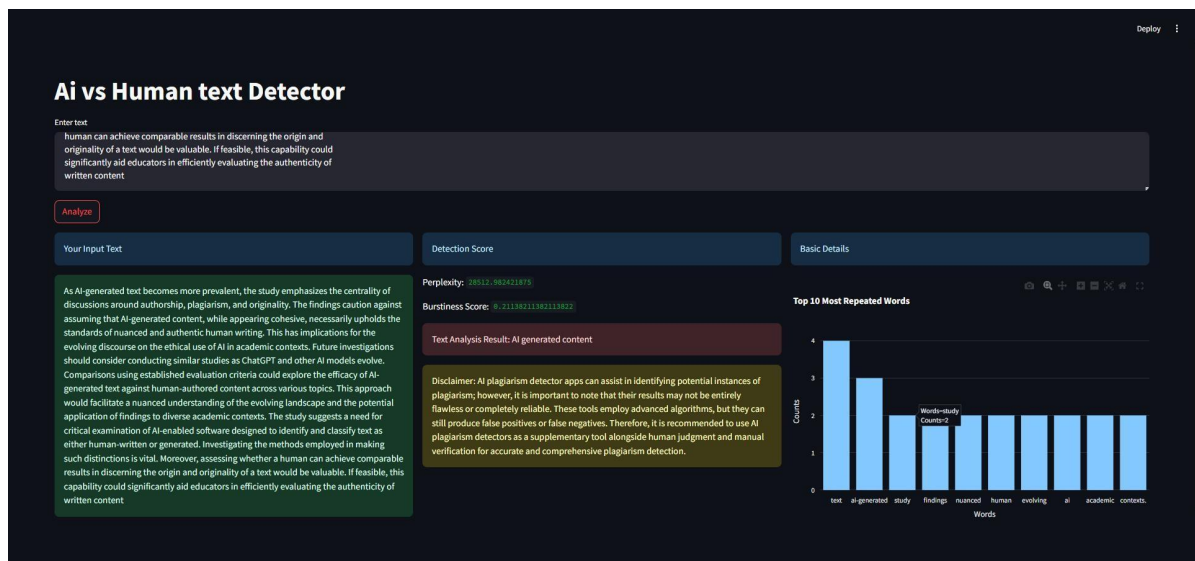 Deploy
Ai vs Human text Detector
Enter text
human can achieve comparable results in discerning the origin and
originality of a text would be valuable. If feasible, this capability could
significantly aid educators in efficiently evaluating the authenticity of
written content
Analyze
Your Input Text
As AI-generated text becomes more prevalent, the study emphasizes the centrality of
discussions around authorship, plagiarism, and originality. The findings caution against
assuming that AI-generated content, while appearing cohesive, necessarily upholds the
standards of nuanced and authentic human writing. This has implications for the
evolving discourse on the ethical use of AI in academic contexts. Future investigations
should consider conducting similar studies as ChatGPT and other AI models evolve.
Comparisons using established evaluation criteria could explore the efficacy of AI-
generated text against human-authored content across various topics. This approach
would facilitate a nuanced understanding of the evolving landscape and the potential
application of findings to diverse academic contexts. The study suggests a need for
critical examination of AI-enabled software designed to identify and classify text as
either human-written or generated. Investigating the methods employed in making
such distinctions is vital. Moreover, assessing whether a human can achieve comparable
results in discerning the origin and originality of a text would be valuable. If feasible, this
capability could significantly aid educators in efficiently evaluating the authenticity of
written content
Detection Score
Perplexity: 28512.982421875
Burstiness Score: 0.21138211382113822
Text Analysis Result: AI generated content
Disclaimer: AI plagiarism detector apps can assist in identifying potential instances of
plagiarism; however, it is important to note that their results may not be entirely
flawless or completely reliable. These tools employ advanced algorithms, but they can
still produce false positives or false negatives. Therefore, it is recommended to use AI
plagiarism detectors as a supplementary tool alongside human judgment and manual
verification for accurate and comprehensive plagiarism detection.
Basic Details
Top 10 Most Repeated Words
4
3
2
1
0
Counts
Words=study
Counts=2
text ai-generated study findings nuanced human evolving ai academic contexts.
Words